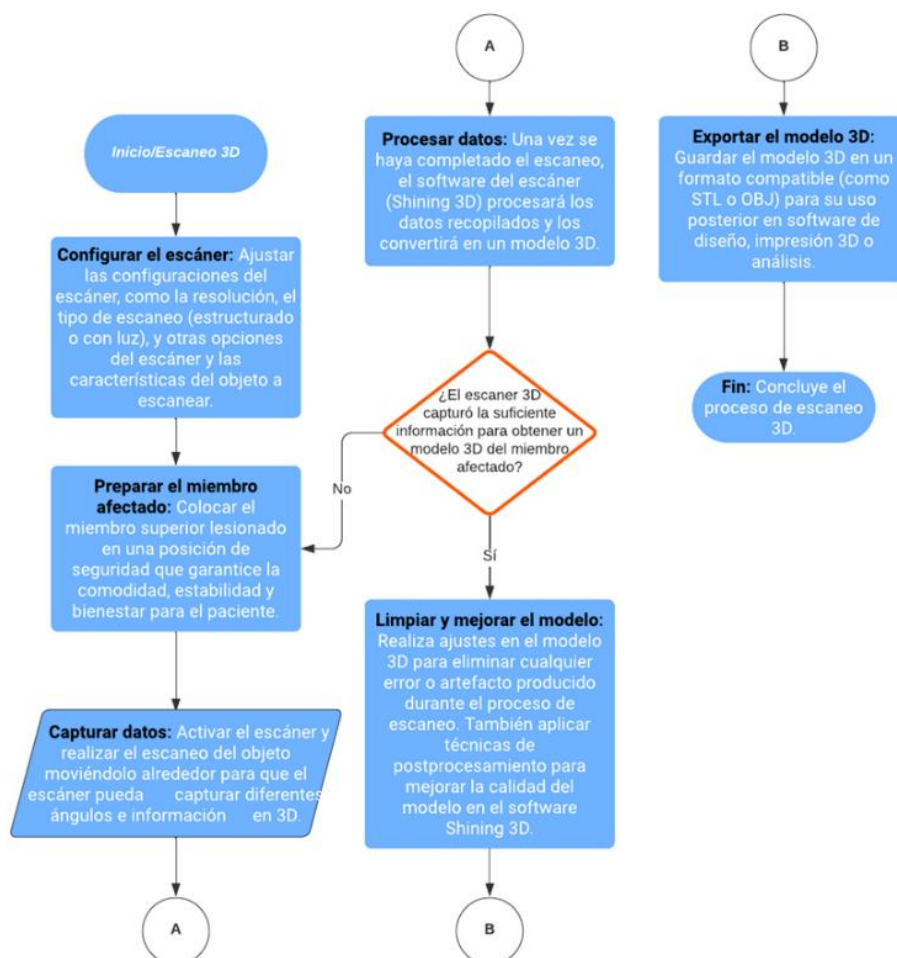 Inicio/Escaneo 3D
Configurar el escáner: Ajustar
las configuraciones del
escáner, como la resolución, el
tipo de escaneo (estructurado
o con luz), y otras opciones
del escáner y las
características del objeto a
escanear.
Preparar el miembro
afectado: Colocar el
miembro superior lesionado
en una posición de
seguridad que garantice la
comodidad, estabilidad y
bienestar para el paciente.
Capturar datos: Activar el escáner y
realizar el escaneo del objeto
moviéndolo alrededor para que el
escáner pueda capturar diferentes
ángulos e información en 3D.
A
A
Procesar datos: Una vez se
haya completado el escaneo,
el software del escáner
(Shining 3D) procesará los
datos recopilados y los
convertirá en un modelo 3D.
¿El escaner 3D
capturó la suficiente
información para obtener un
modelo 3D del miembro
afectado?
No
Sí
Limpiar y mejorar el modelo:
Realiza ajustes en el modelo
3D para eliminar cualquier
error o artefacto producido
durante el proceso de
escaneo. También aplicar
técnicas de
postprocesamiento para
mejorar la calidad del
modelo en el software
Shining 3D.
B
B
Exportar el modelo 3D:
Guardar el modelo 3D en un
formato compatible (como
STL o OBJ) para su uso
posterior en software de
diseño, impresión 3D o
análisis.
Fin: Concluye el
proceso de escaneo
3D.